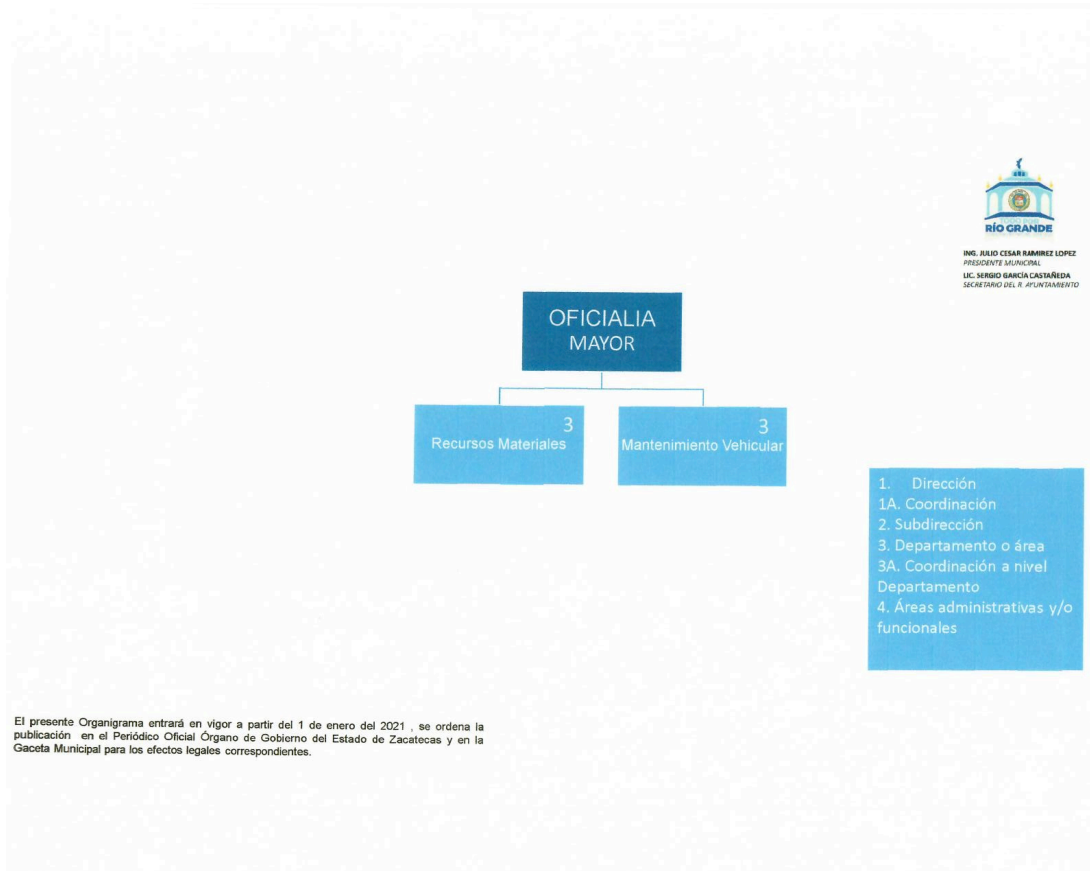 RÍO GRANDE
ING. JULIO CESAR RAMIREZ LOPEZ
PRESIDENTE MUNICIPAL
LIC. SERGIO GARCÍA CASTAÑEDA
SECRETARIO DEL R. AYUNTAMIENTO
OFICIALIA
MAYOR
3
Recursos Materiales
3
Mantenimiento Vehicular
1. Dirección
1A. Coordinación
2. Subdirección
3. Departamento o área
3A. Coordinación a nivel
Departamento
4. Áreas administrativas y/o
funcionales
El presente Organigrama entrará en vigor a partir del 1 de enero del 2021 , se ordena la
publicación en el Periódico Oficial Órgano de Gobierno del Estado de Zacatecas y en la
Gaceta Municipal para los efectos legales correspondientes.